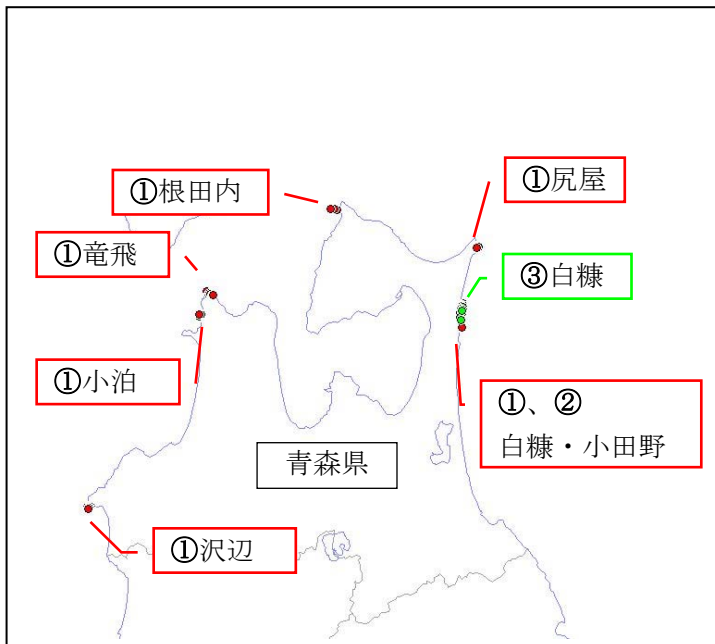 ①根田内
①尻屋
①竜飛
③白糠
①小泊
①、②
白糠・小田野
青森県
①沢辺